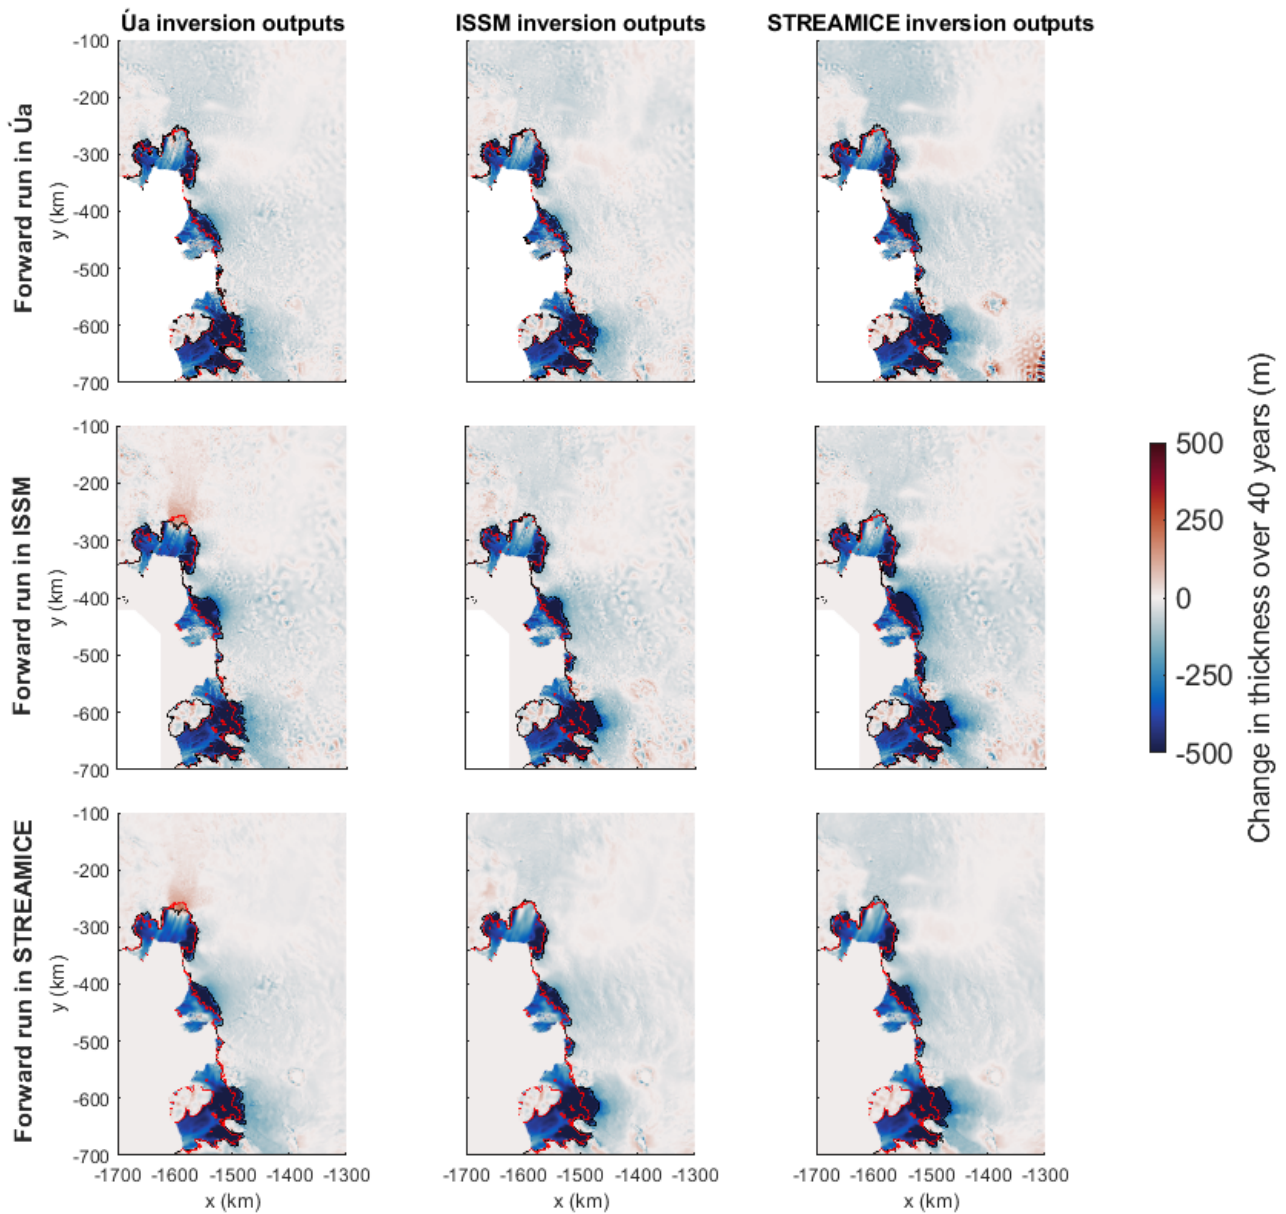 Úa inversion outputs ISSM inversion outputs STREAMICE inversion outputs
Forward run in Úa
y (km)
-100
-200
-300
-400
-500
-600
-700
Forward run in ISSM
y (km)
-100
-200
-300
-400
-500
-600
-700
Forward run in STREAMICE
y (km)
-100
-200
-300
-400
-500
-600
-700
-1700 -1600 -1500 -1400 -1300 -1700 -1600 -1500 -1400 -1300 -1700 -1600 -1500 -1400 -1300
x (km) x (km) x (km)
500
250
0
-250
-500
Change in thickness over 40 years (m)